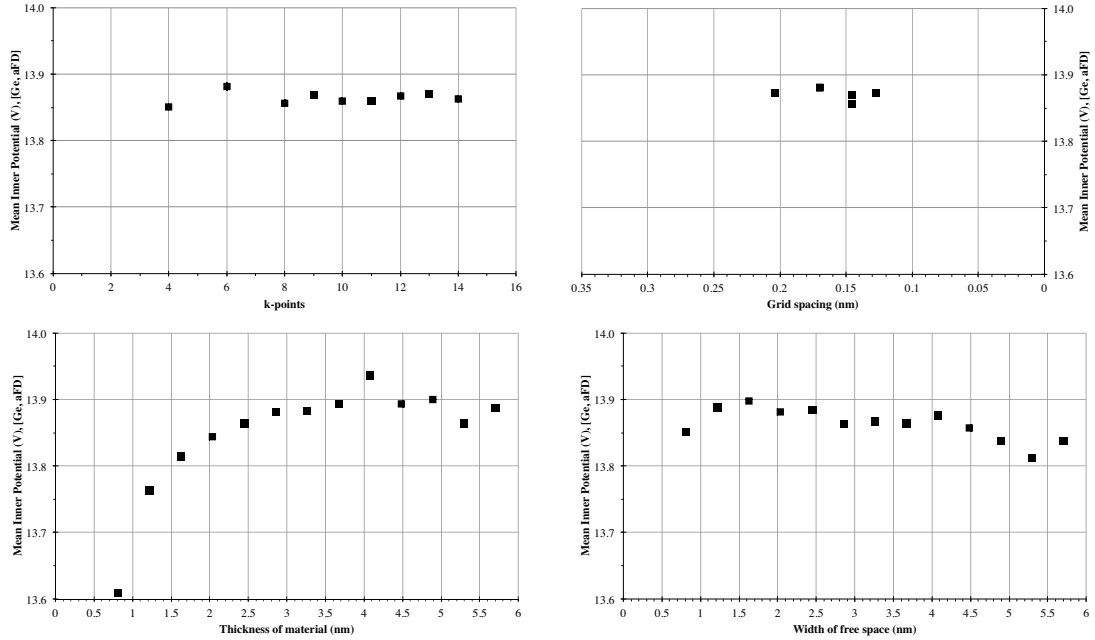 14.0
13.9
13.8
13.7
13.6
Mean Inner Potential (V), [Ge, aFD]
0 2 4 6 8 10 12 14 16
k-points
14.0
13.9
13.8
13.7
13.6
Mean Inner Potential (V), [Ge, aFD]
0.35 0.3 0.25 0.2 0.15 0.1 0.05 0
Grid spacing (nm)
14.0
13.9
13.8
13.7
13.6
Mean Inner Potential (V), [Ge, aFD]
0 0.5 1 1.5 2 2.5 3 3.5 4 4.5 5 5.5 6
Thickness of material (nm)
14.0
13.9
13.8
13.7
13.6
Mean Inner Potential (V), [Ge, aFD]
0 0.5 1 1.5 2 2.5 3 3.5 4 4.5 5 5.5 6
Width of free space (nm)